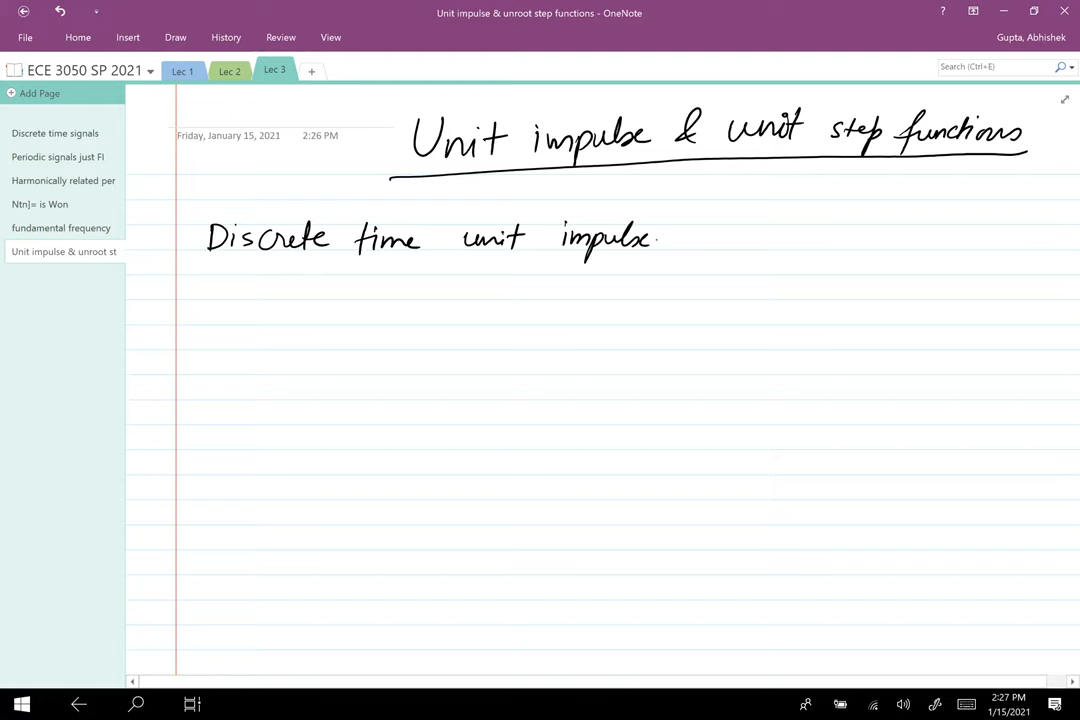 Unit impulse & unroot step functions - OneNote
File Home Insert Draw History Review View
Gupta, Abhishek
ECE 3050 SP 2021
Lec 1 Lec 2 Lec 3
Search (Ctrl+E)
Add Page
Discrete time signals
Periodic signals just FI
Harmonically related per
Ntn]= is Won
fundamental frequency
Unit impulse & unroot st
Friday, January 15, 2021 2:26 PM
Unit impulse & unit step functions
Discrete time unit impulse.
2:27 PM
1/15/2021